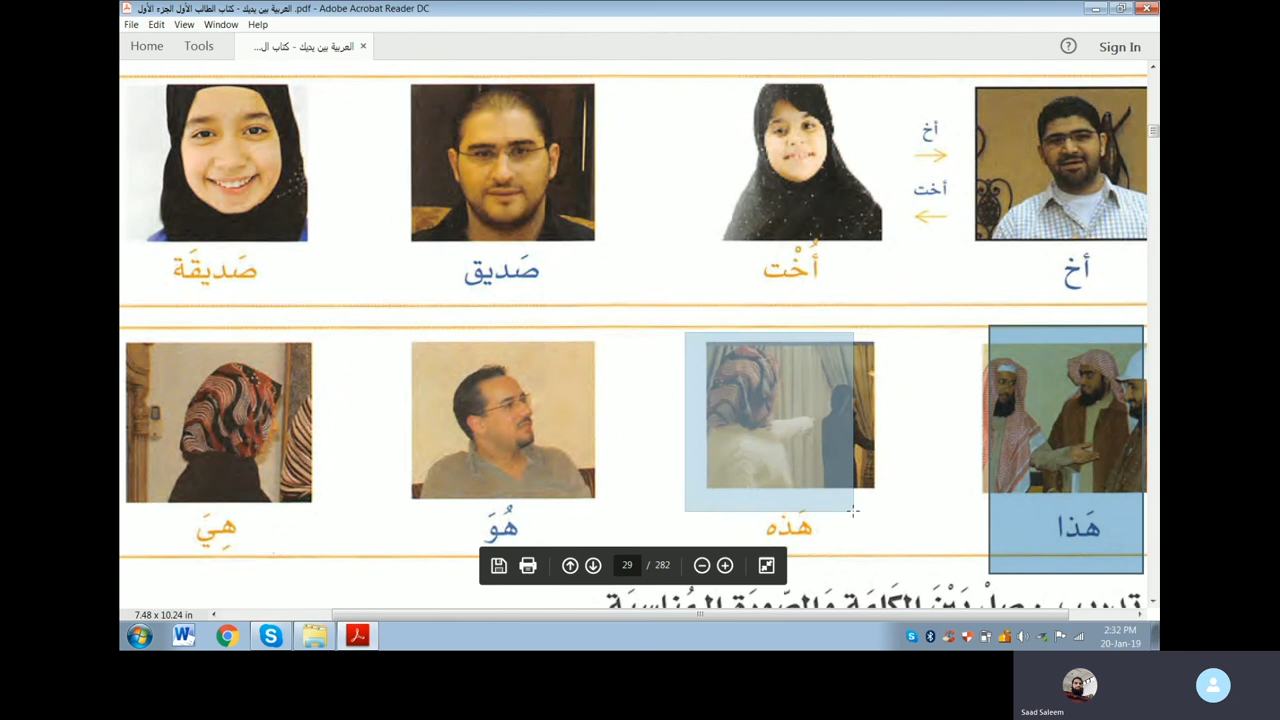 العربية بين يديك - كتاب الطالب الأول الجزء الأول .pdf - Adobe Acrobat Reader DC
File Edit View Window Help
Home Tools العربية بين يديك - كتاب ال... × Sign In
أخ
أخت
أخ أُخْت صَديق صَديقَة
هَذا هَذه هُوَ هِيَ
29 / 282
7.48 x 10.24 in
2:32 PM
20-Jan-19
Saad Saleem